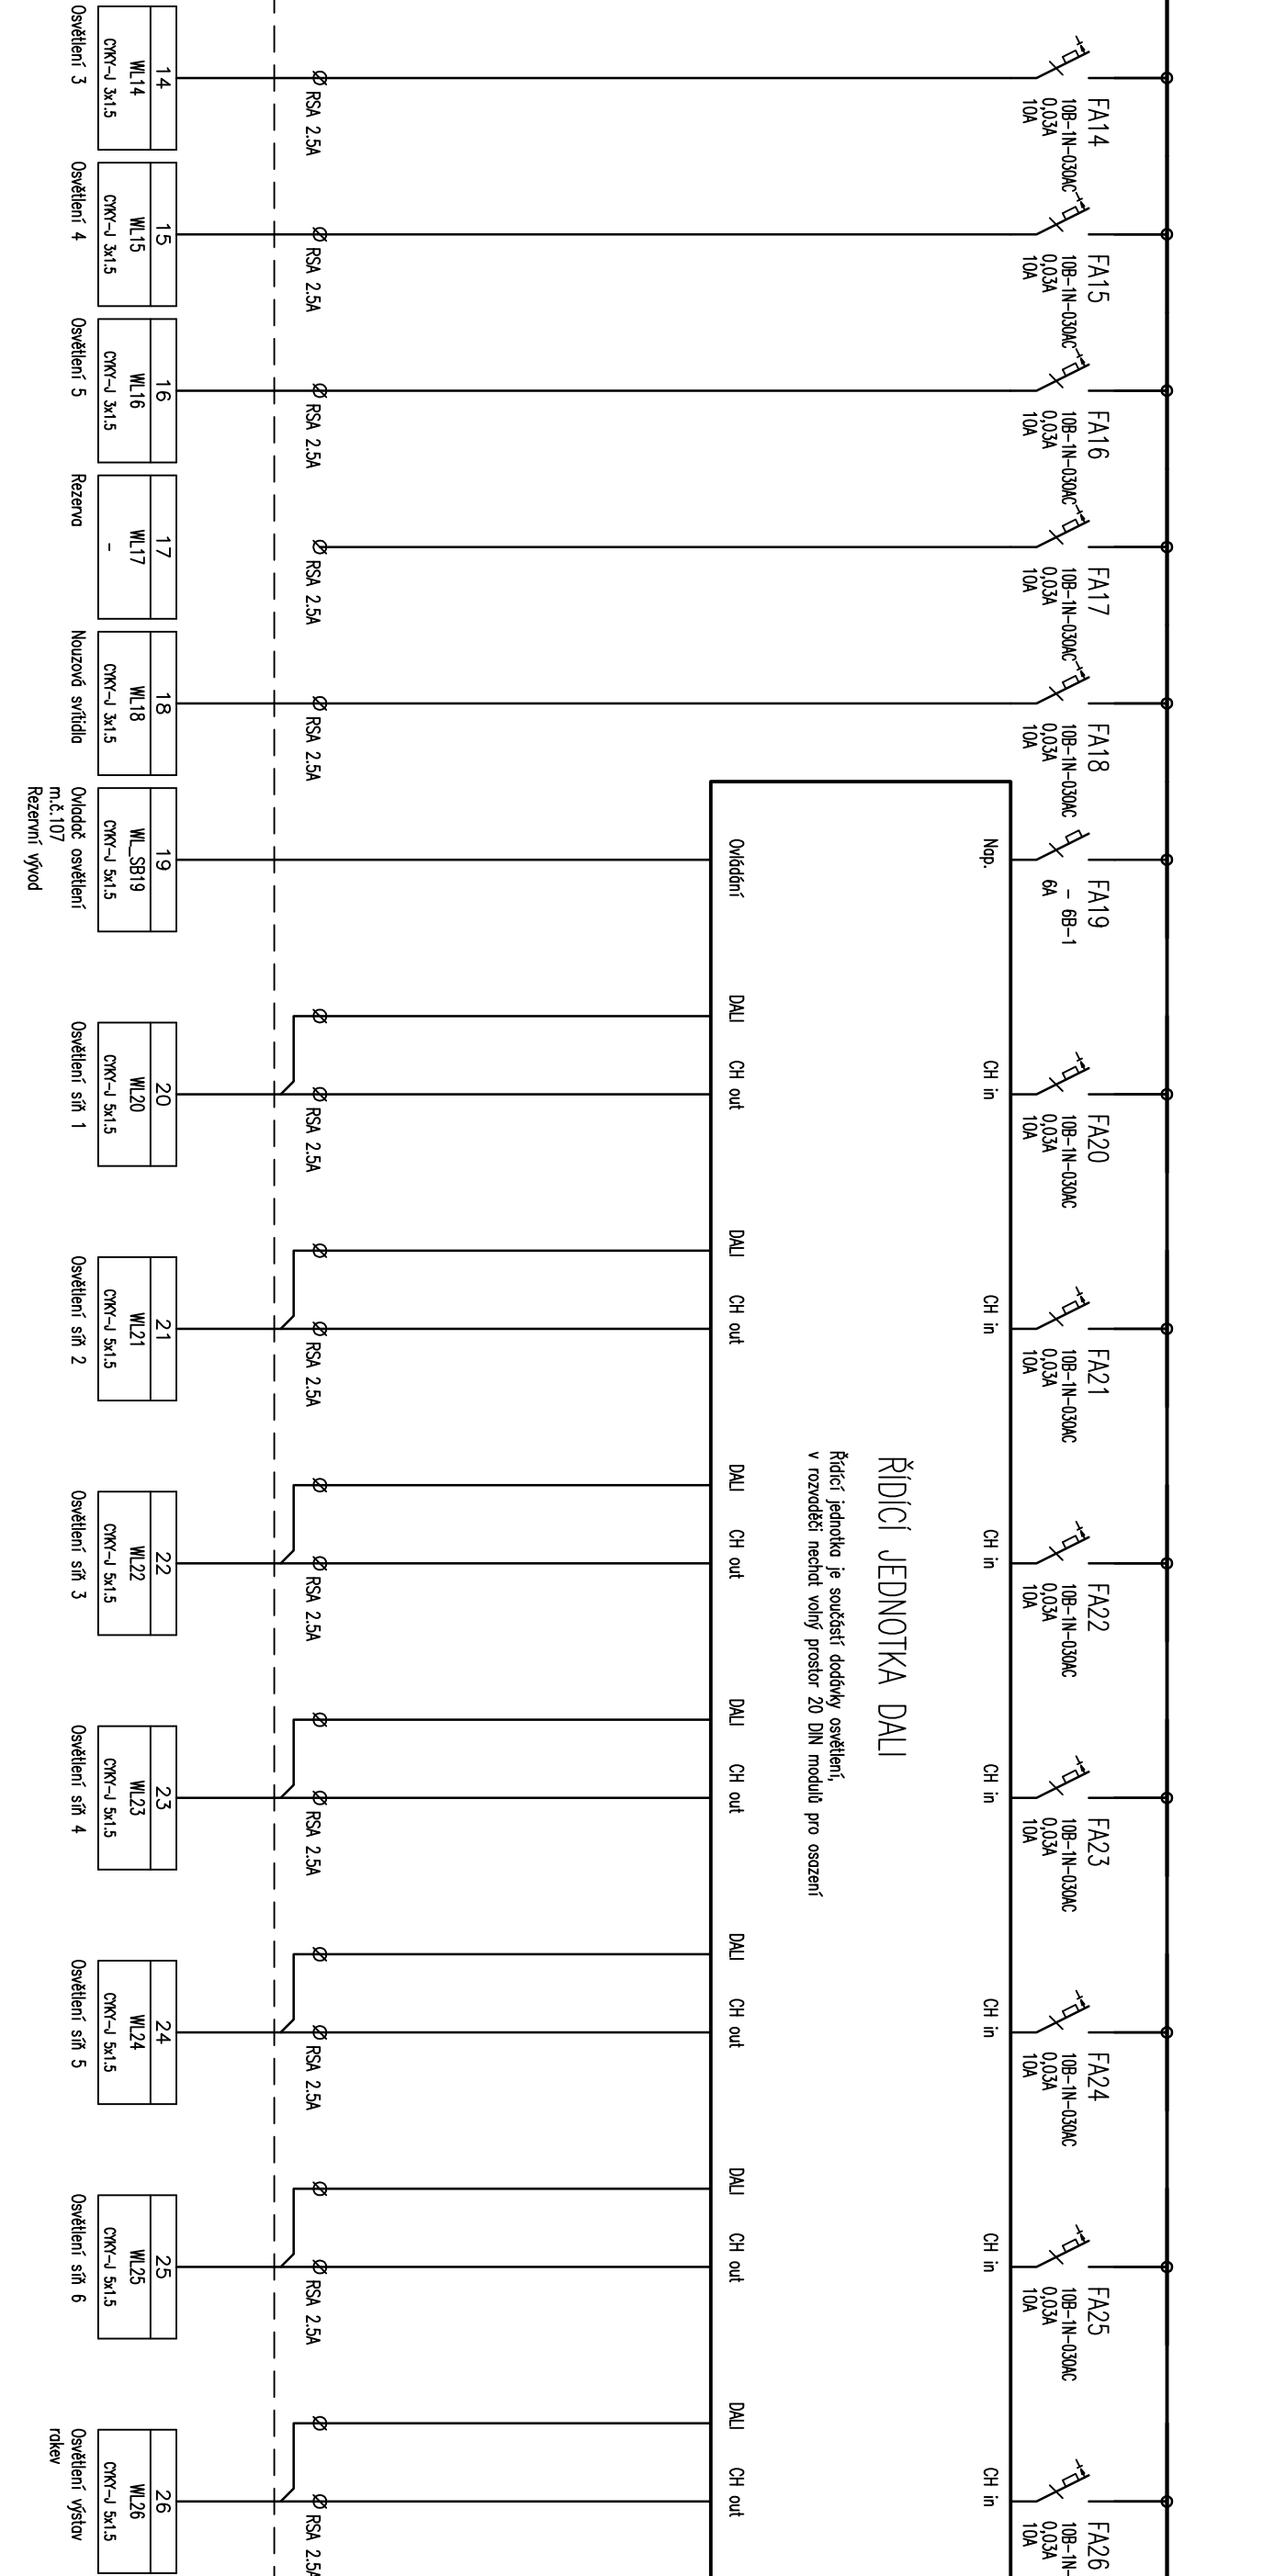 FA14
10B-1N-030AC
0,03A
10A
FA15
10B-1N-030AC
0,03A
10A
FA16
10B-1N-030AC
0,03A
10A
FA17
10B-1N-030AC
0,03A
10A
FA18
10B-1N-030AC
0,03A
10A
FA19
- 6B-1
6A
FA20
10B-1N-030AC
0,03A
10A
FA21
10B-1N-030AC
0,03A
10A
FA22
10B-1N-030AC
0,03A
10A
FA23
10B-1N-030AC
0,03A
10A
FA24
10B-1N-030AC
0,03A
10A
FA25
10B-1N-030AC
0,03A
10A
FA26
10B-1N-
0,03A
10A
Nap.
CH in
CH in
CH in
CH in
CH in
CH in
CH in
ŘÍDÍCÍ JEDNOTKA DALI
Řídící jednotka je součástí dodávky osvětlení,
v rozvaděči nechat volný prostor 20 DIN modulů pro osazení
Ovládání
DALI
CH out
DALI
CH out
DALI
CH out
DALI
CH out
DALI
CH out
DALI
CH out
DALI
CH out
RSA 2.5A
RSA 2.5A
RSA 2.5A
RSA 2.5A
RSA 2.5A
RSA 2.5A
RSA 2.5A
RSA 2.5A
RSA 2.5A
RSA 2.5A
RSA 2.5A
RSA 2.5A
14
WL14
CYKY-J 3x1.5
Osvětlení 3
15
WL15
CYKY-J 3x1.5
Osvětlení 4
16
WL16
CYKY-J 3x1.5
Osvětlení 5
17
WL17
-
Rezerva
18
WL18
CYKY-J 3x1.5
Nouzová svítidla
19
WL_SB19
CYKY-J 5x1.5
Ovladač osvětlení
m.č.107
Rezervní vývod
20
WL20
CYKY-J 5x1.5
Osvětlení síň 1
21
WL21
CYKY-J 5x1.5
Osvětlení síň 2
22
WL22
CYKY-J 5x1.5
Osvětlení síň 3
23
WL23
CYKY-J 5x1.5
Osvětlení síň 4
24
WL24
CYKY-J 5x1.5
Osvětlení síň 5
25
WL25
CYKY-J 5x1.5
Osvětlení síň 6
26
WL26
CYKY-J 5x1.5
Osvětlení výstav
rakev